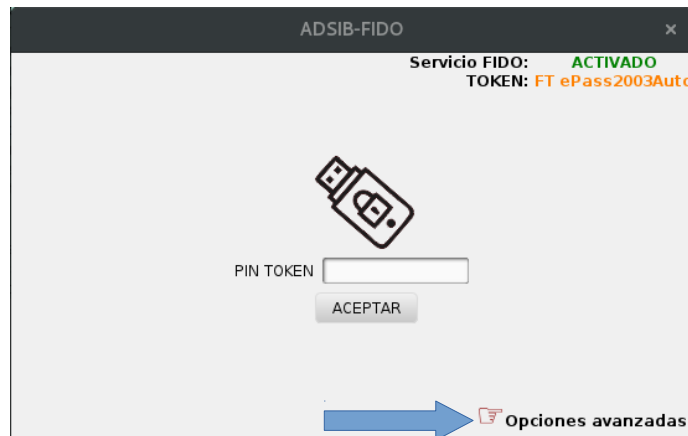 ADSIB-FIDO
Servicio FIDO: ACTIVADO
TOKEN: FT ePass2003Auto
PIN TOKEN
ACEPTAR
Opciones avanzadas